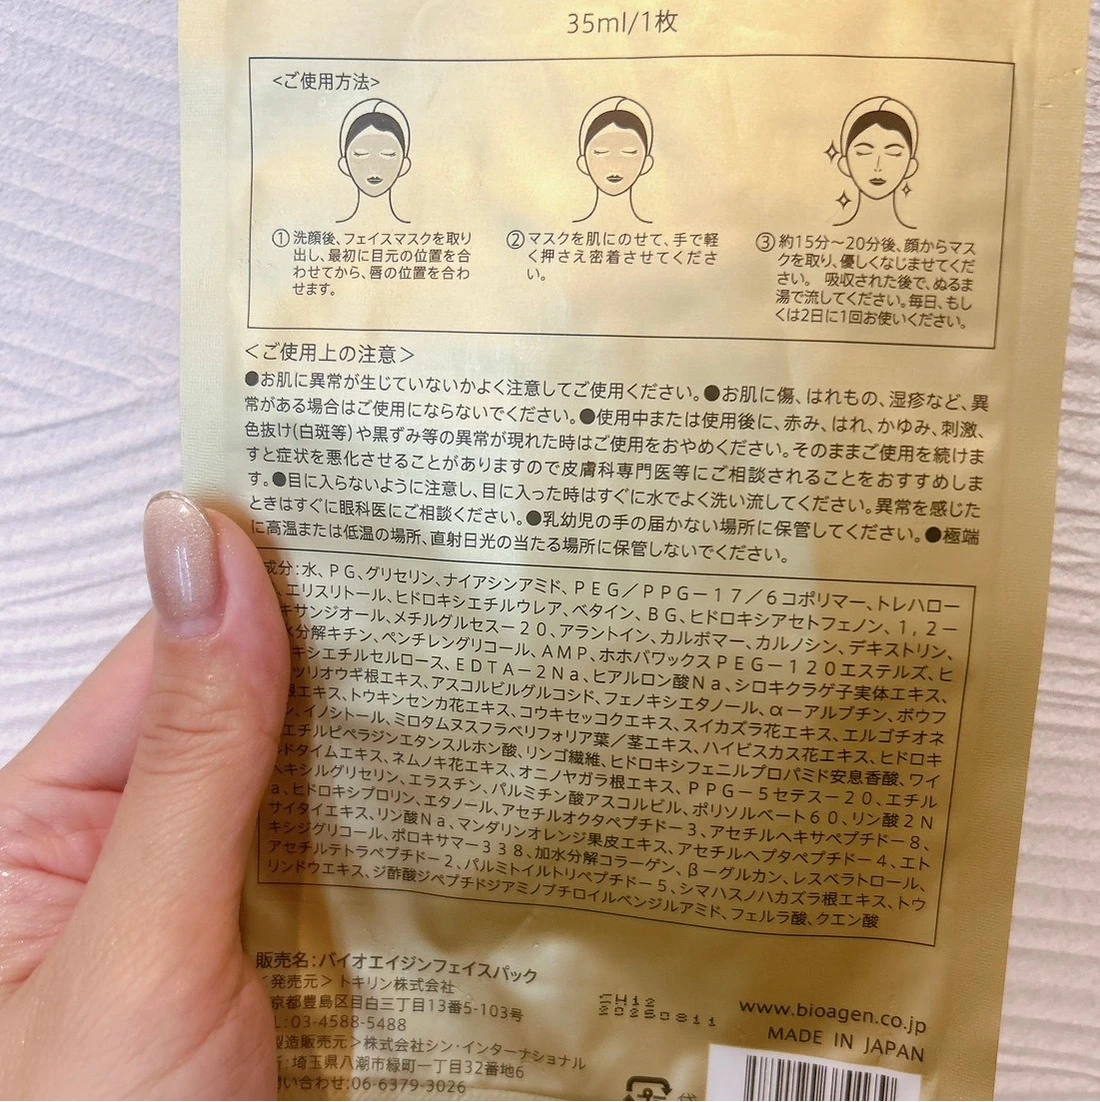 35ml/1枚
<ご使用方法>
①洗顔後、フェイスマスクを取り
出し、最初に目元の位置を合
わせてから、唇の位置を合わ
せます。
②マスクを肌にのせて、手で軽
く押さえ密着させてくださ
い。
③約15分〜20分後、顔からマス
クを取り、優しくなじませてくだ
さい。 吸収された後で、ぬるま
湯で流してください。毎日、もし
くは2日に1回お使いください。
<ご使用上の注意>
●お肌に異常が生じていないかよく注意してご使用ください。●お肌に傷、はれもの、湿疹など、異
常がある場合はご使用にならないでください。●使用中または使用後に、赤み、はれ、かゆみ、刺激、
色抜け(白斑等)や黒ずみ等の異常が現れた時はご使用をおやめください。そのままご使用を続けま
すと症状を悪化させることがありますので皮膚科専門医等にご相談されることをおすすめしま
す。●目に入らないように注意し、目に入った時はすぐに水でよく洗い流してください。異常を感じた
ときはすぐに眼科医にご相談ください。●乳幼児の手の届かない場所に保管してください。●極端
に高温または低温の場所、直射日光の当たる場所に保管しないでください。
成分:水、ＰＧ、グリセリン、ナイアシンアミド、ＰＥＧ／ＰＰＧ－１７／６コポリマー、トレハロー
、エリスリトール、ヒドロキシエチルウレア、ベタイン、ＢＧ、ヒドロキシアセトフェノン、１，２－
キサンジオール、メチルグルセス－２０、アラントイン、カルボマー、カルノシン、デキストリン、
水分解キチン、ペンチレングリコール、ＡＭＰ、ホホバワックスＰＥＧ－１２０エステルズ、ヒ
キシエチルセルロース、ＥＤＴＡ－２Ｎａ、ヒアルロン酸Ｎａ、シロキクラゲ子実体エキス、
ツリオウギ根エキス、アスコルビルグルコシド、フェノキシエタノール、α－アルブチン、ボウフ
根エキス、トウキンセンカ花エキス、コウキセッコクエキス、スイカズラ花エキス、エルゴチオネ
ン、イノシトール、ミロタムヌスフラベリフォリア葉／茎エキス、ハイビスカス花エキス、ヒドロキ
エチルピペラジンエタンスルホン酸、リンゴ繊維、ヒドロキシフェニルプロパミド安息香酸、ワイ
ルドタイムエキス、ネムノキ花エキス、オニノヤガラ根エキス、ＰＰＧ－５セテス－２０、エチル
ヘキシルグリセリン、エラスチン、パルミチン酸アスコルビル、ポリソルベート６０、リン酸２Ｎ
ａ、ヒドロキシプロリン、エタノール、アセチルオクタペプチド－３、アセチルヘキサペプチド－８、
サイタイエキス、リン酸Ｎａ、マンダリンオレンジ果皮エキス、アセチルヘプタペプチド－４、エト
キシジグリコール、ポロキサマー３３８、加水分解コラーゲン、β－グルカン、レスベラトロール、
アセチルテトラペプチド－２、パルミトイルトリペプチド－５、シマハスノハカズラ根エキス、トウ
リンドウエキス、ジ酢酸ジペプチドジアミノブチロイルベンジルアミド、フェルラ酸、クエン酸
販売名:バイオエイジンフェイスパック
<発売元>トキリン株式会社
京都豊島区目白三丁目13番5-103号
L:03-4588-5488
製造販売元>株式会社シン・インターナショナル
:埼玉県八潮市緑町一丁目32番地6
い合わせ:06-6379-3026
CH12
20260811
www.bioagen.co.jp
MADE IN JAPAN